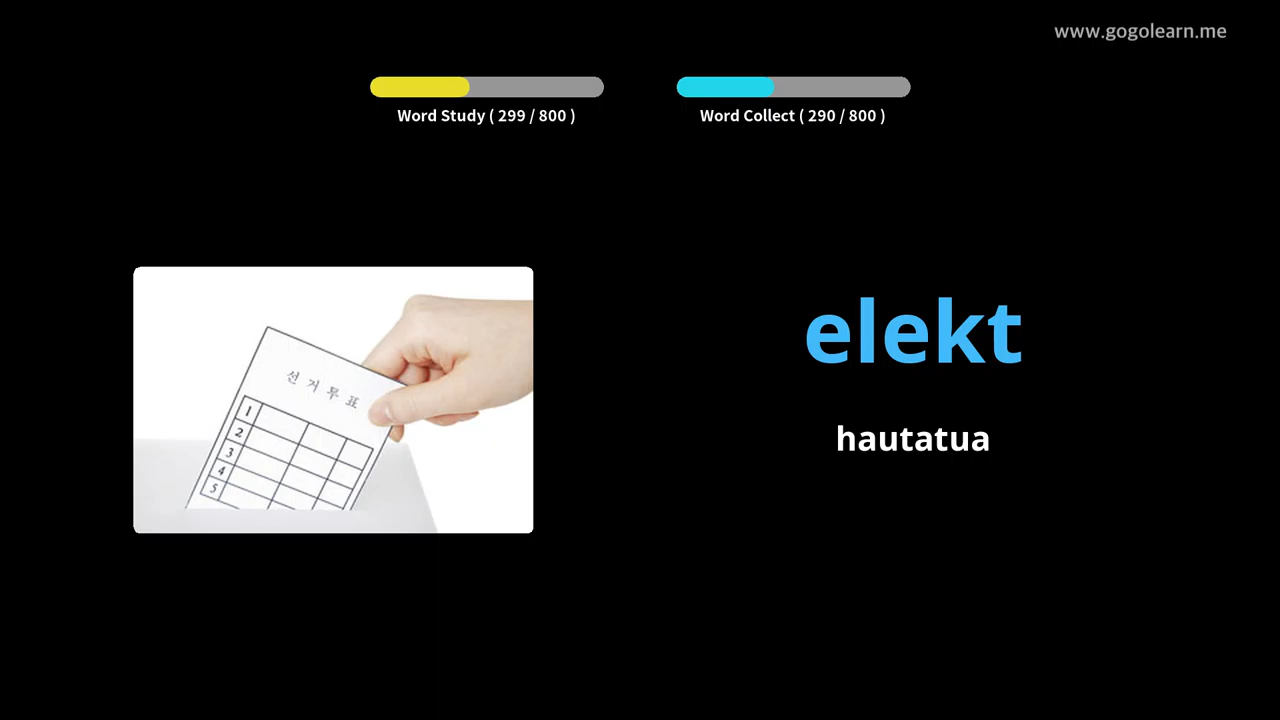 www.gogolearn.me
Word Study ( 299 / 800 )
Word Collect ( 290 / 800 )
선거투표
1
2
3
4
5
elekt
hautatua